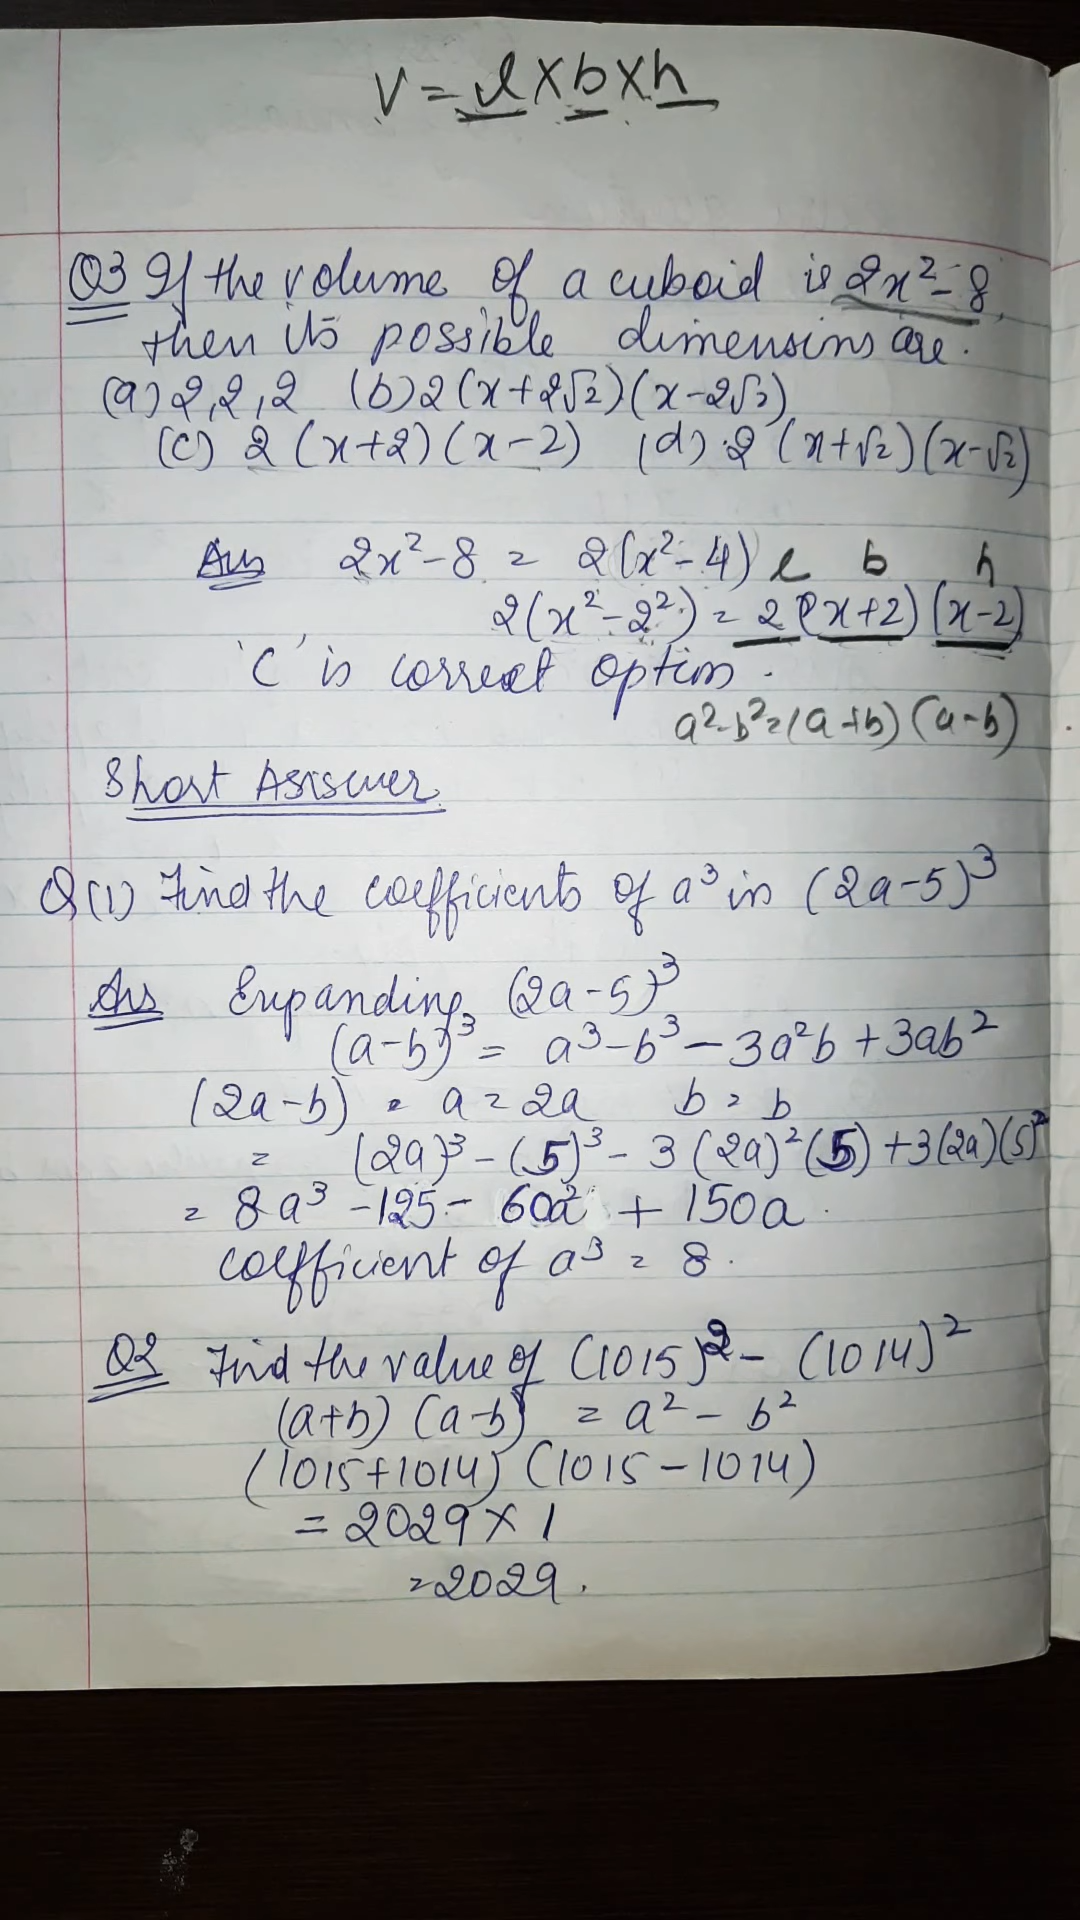 V = l × b × h
Q3 If the volume of a cuboid is 2x² - 8,
then its possible dimensions are.
(a) 2, 2, 2 (b) 2 (x + 2√2) (x - 2√2)
(c) 2 (x + 2) (x - 2) (d) 2 (x + √2) (x - √2)
Ans 2x² - 8 = 2(x² - 4) l b h
2(x² - 2²) = 2 (x + 2) (x - 2)
'C' is correct option.
a² - b² = (a + b) (a - b)
Short Answer
Q (1) Find the coefficients of a³ in (2a - 5)³
Ans Expanding (2a - 5)³
(a - b)³ = a³ - b³ - 3a²b + 3ab²
(2a - b) = a = 2a b = b
= (2a)³ - (5)³ - 3 (2a)² (5) + 3 (2a) (5)²
= 8a³ - 125 - 60a² + 150a.
coefficient of a³ = 8.
Q2 Find the value of (1015)² - (1014)²
(a + b) (a - b) = a² - b²
(1015 + 1014) (1015 - 1014)
= 2029 × 1
= 2029.